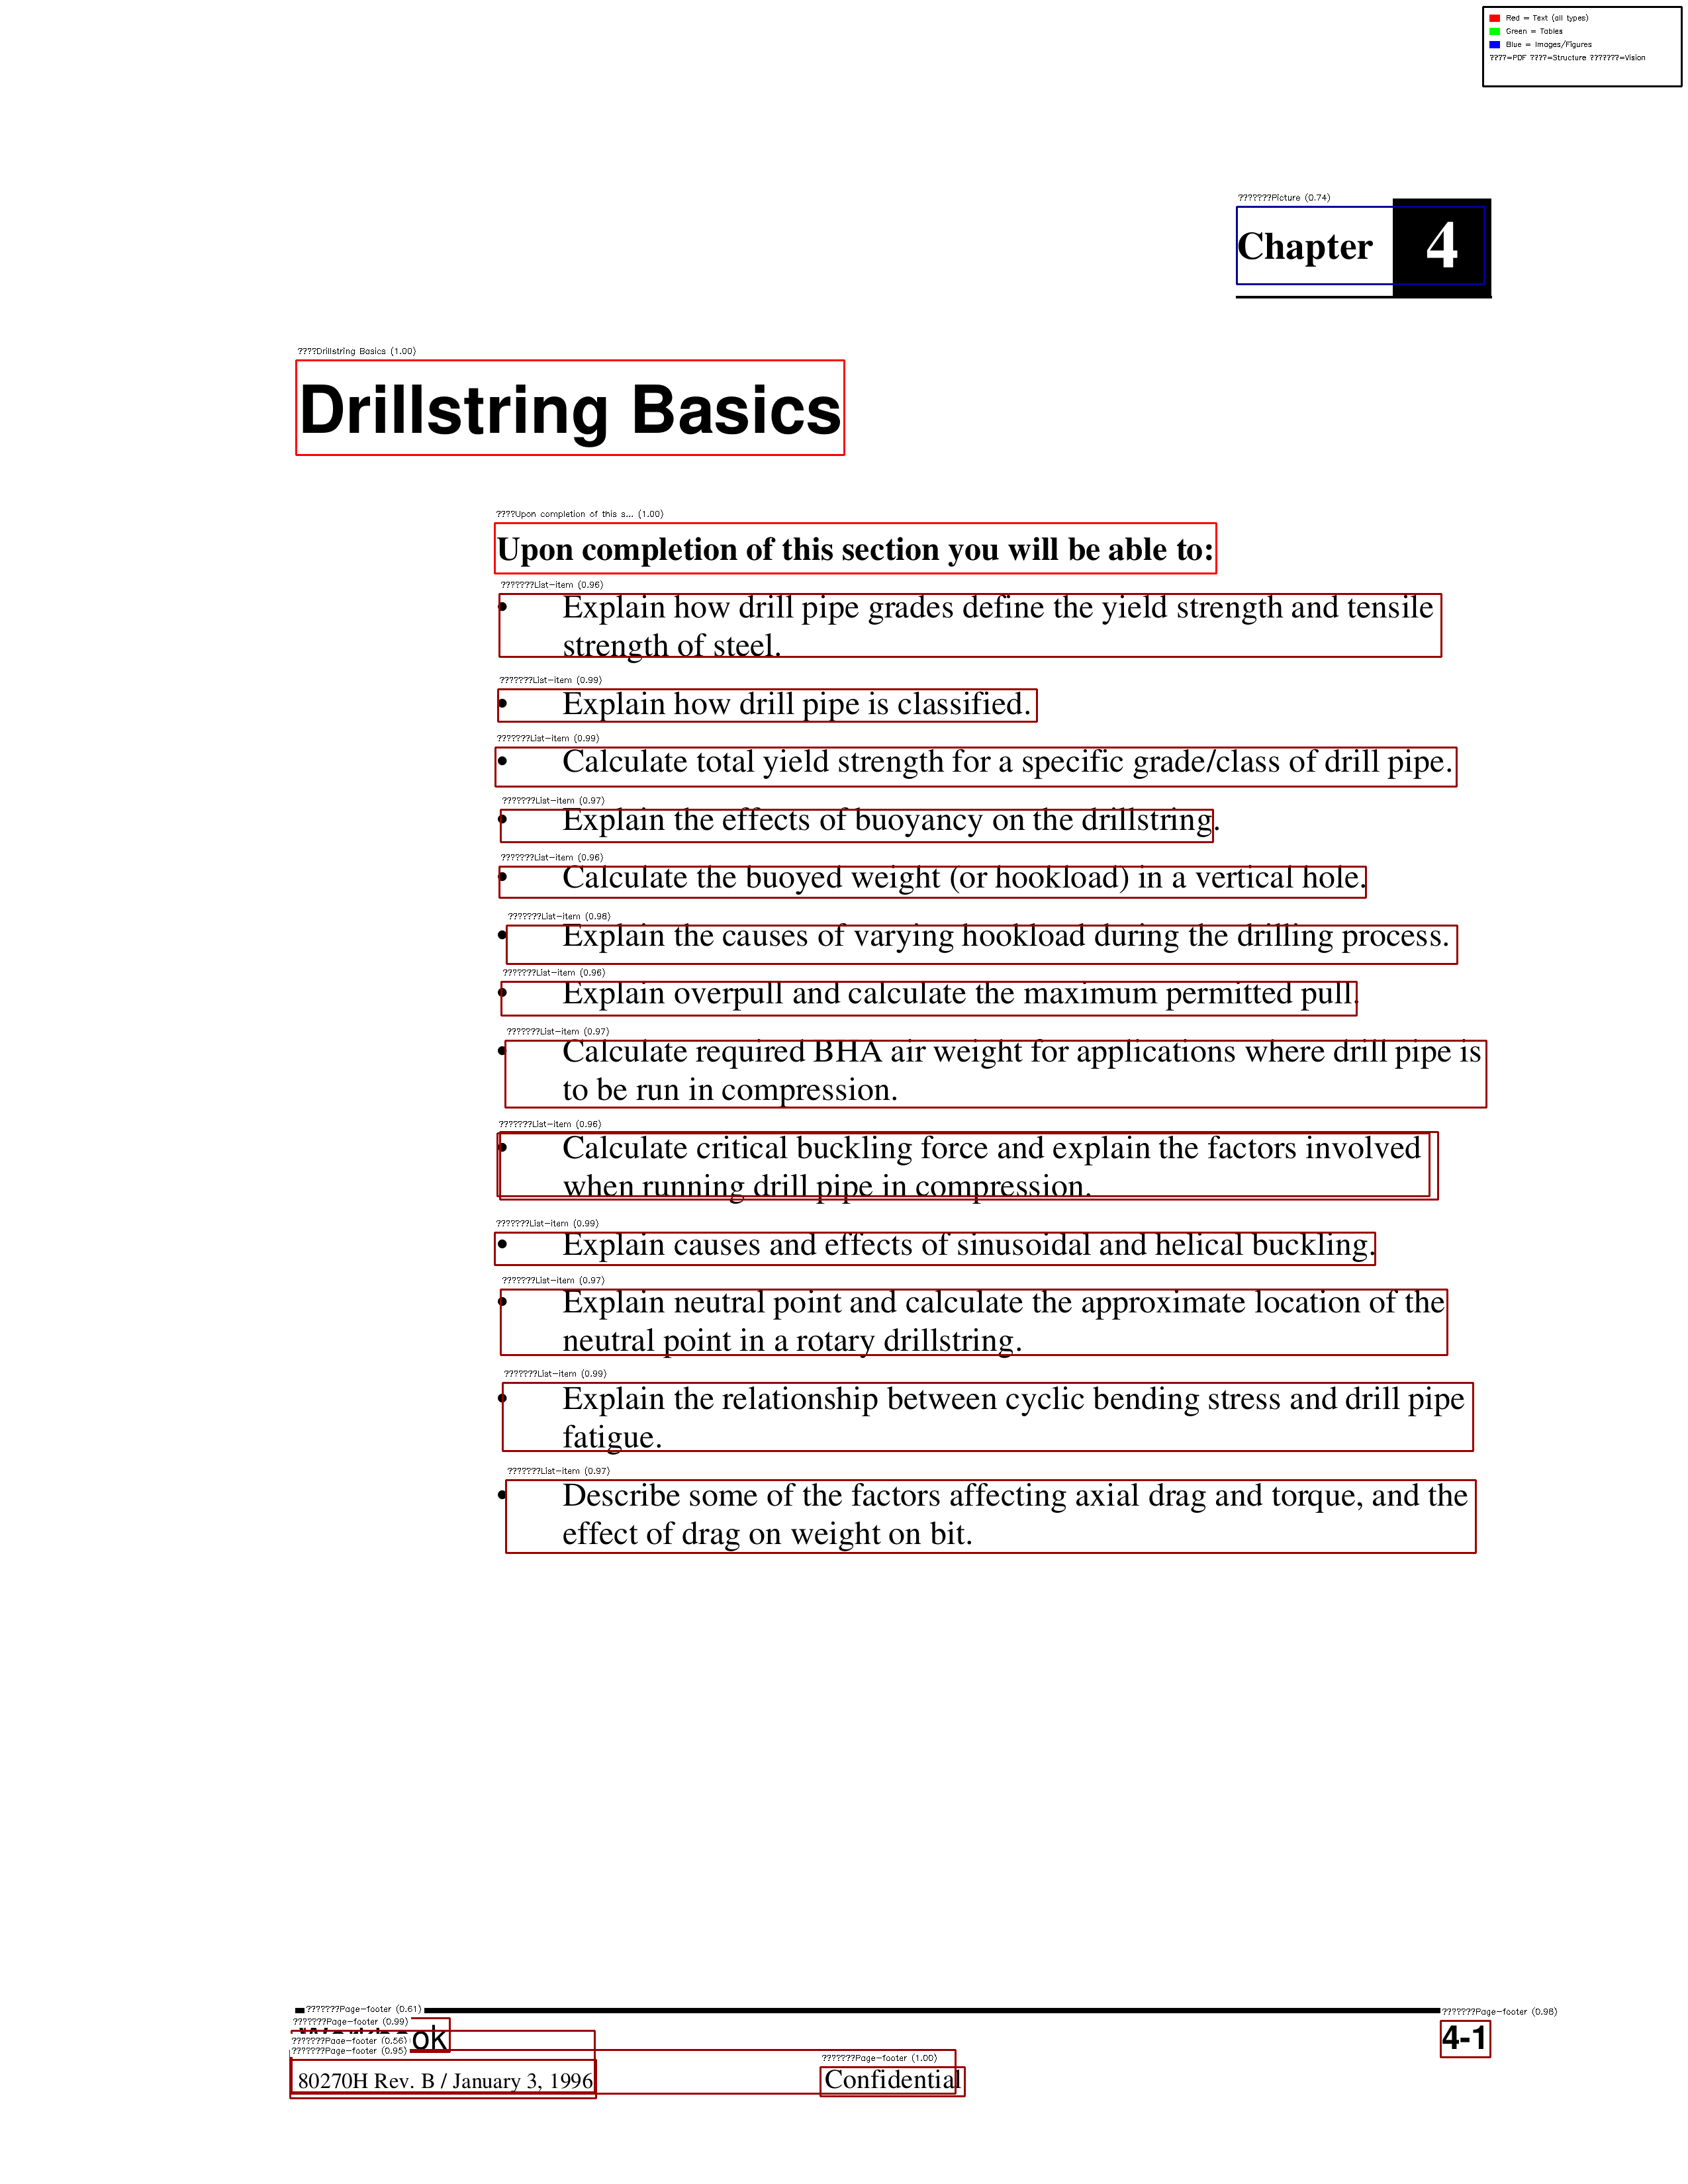 Red = Text (all types)
Green = Tables
Blue = Images/Figures
????=PDF ????=Structure ???????=Vision
???????Picture (0.74)
Chapter 4
????Drillstring Basics (1.00)
Drillstring Basics
????Upon completion of this s... (1.00)
Upon completion of this section you will be able to:
???????List-item (0.96)
• Explain how drill pipe grades define the yield strength and tensile
strength of steel.
???????List-item (0.99)
• Explain how drill pipe is classified.
???????List-item (0.99)
• Calculate total yield strength for a specific grade/class of drill pipe.
???????List-item (0.97)
• Explain the effects of buoyancy on the drillstring.
???????List-item (0.96)
• Calculate the buoyed weight (or hookload) in a vertical hole.
???????List-item (0.98)
• Explain the causes of varying hookload during the drilling process.
???????List-item (0.96)
• Explain overpull and calculate the maximum permitted pull.
???????List-item (0.97)
• Calculate required BHA air weight for applications where drill pipe is
to be run in compression.
???????List-item (0.96)
• Calculate critical buckling force and explain the factors involved
when running drill pipe in compression.
???????List-item (0.99)
• Explain causes and effects of sinusoidal and helical buckling.
???????List-item (0.97)
• Explain neutral point and calculate the approximate location of the
neutral point in a rotary drillstring.
???????List-item (0.99)
• Explain the relationship between cyclic bending stress and drill pipe
fatigue.
???????List-item (0.97)
• Describe some of the factors affecting axial drag and torque, and the
effect of drag on weight on bit.
???????Page-footer (0.61)
???????Page-footer (0.98)
???????Page-footer (0.99)
Workbook 4-1
???????Page-footer (0.56)
???????Page-footer (0.95)
???????Page-footer (1.00)
80270H Rev. B / January 3, 1996 Confidential